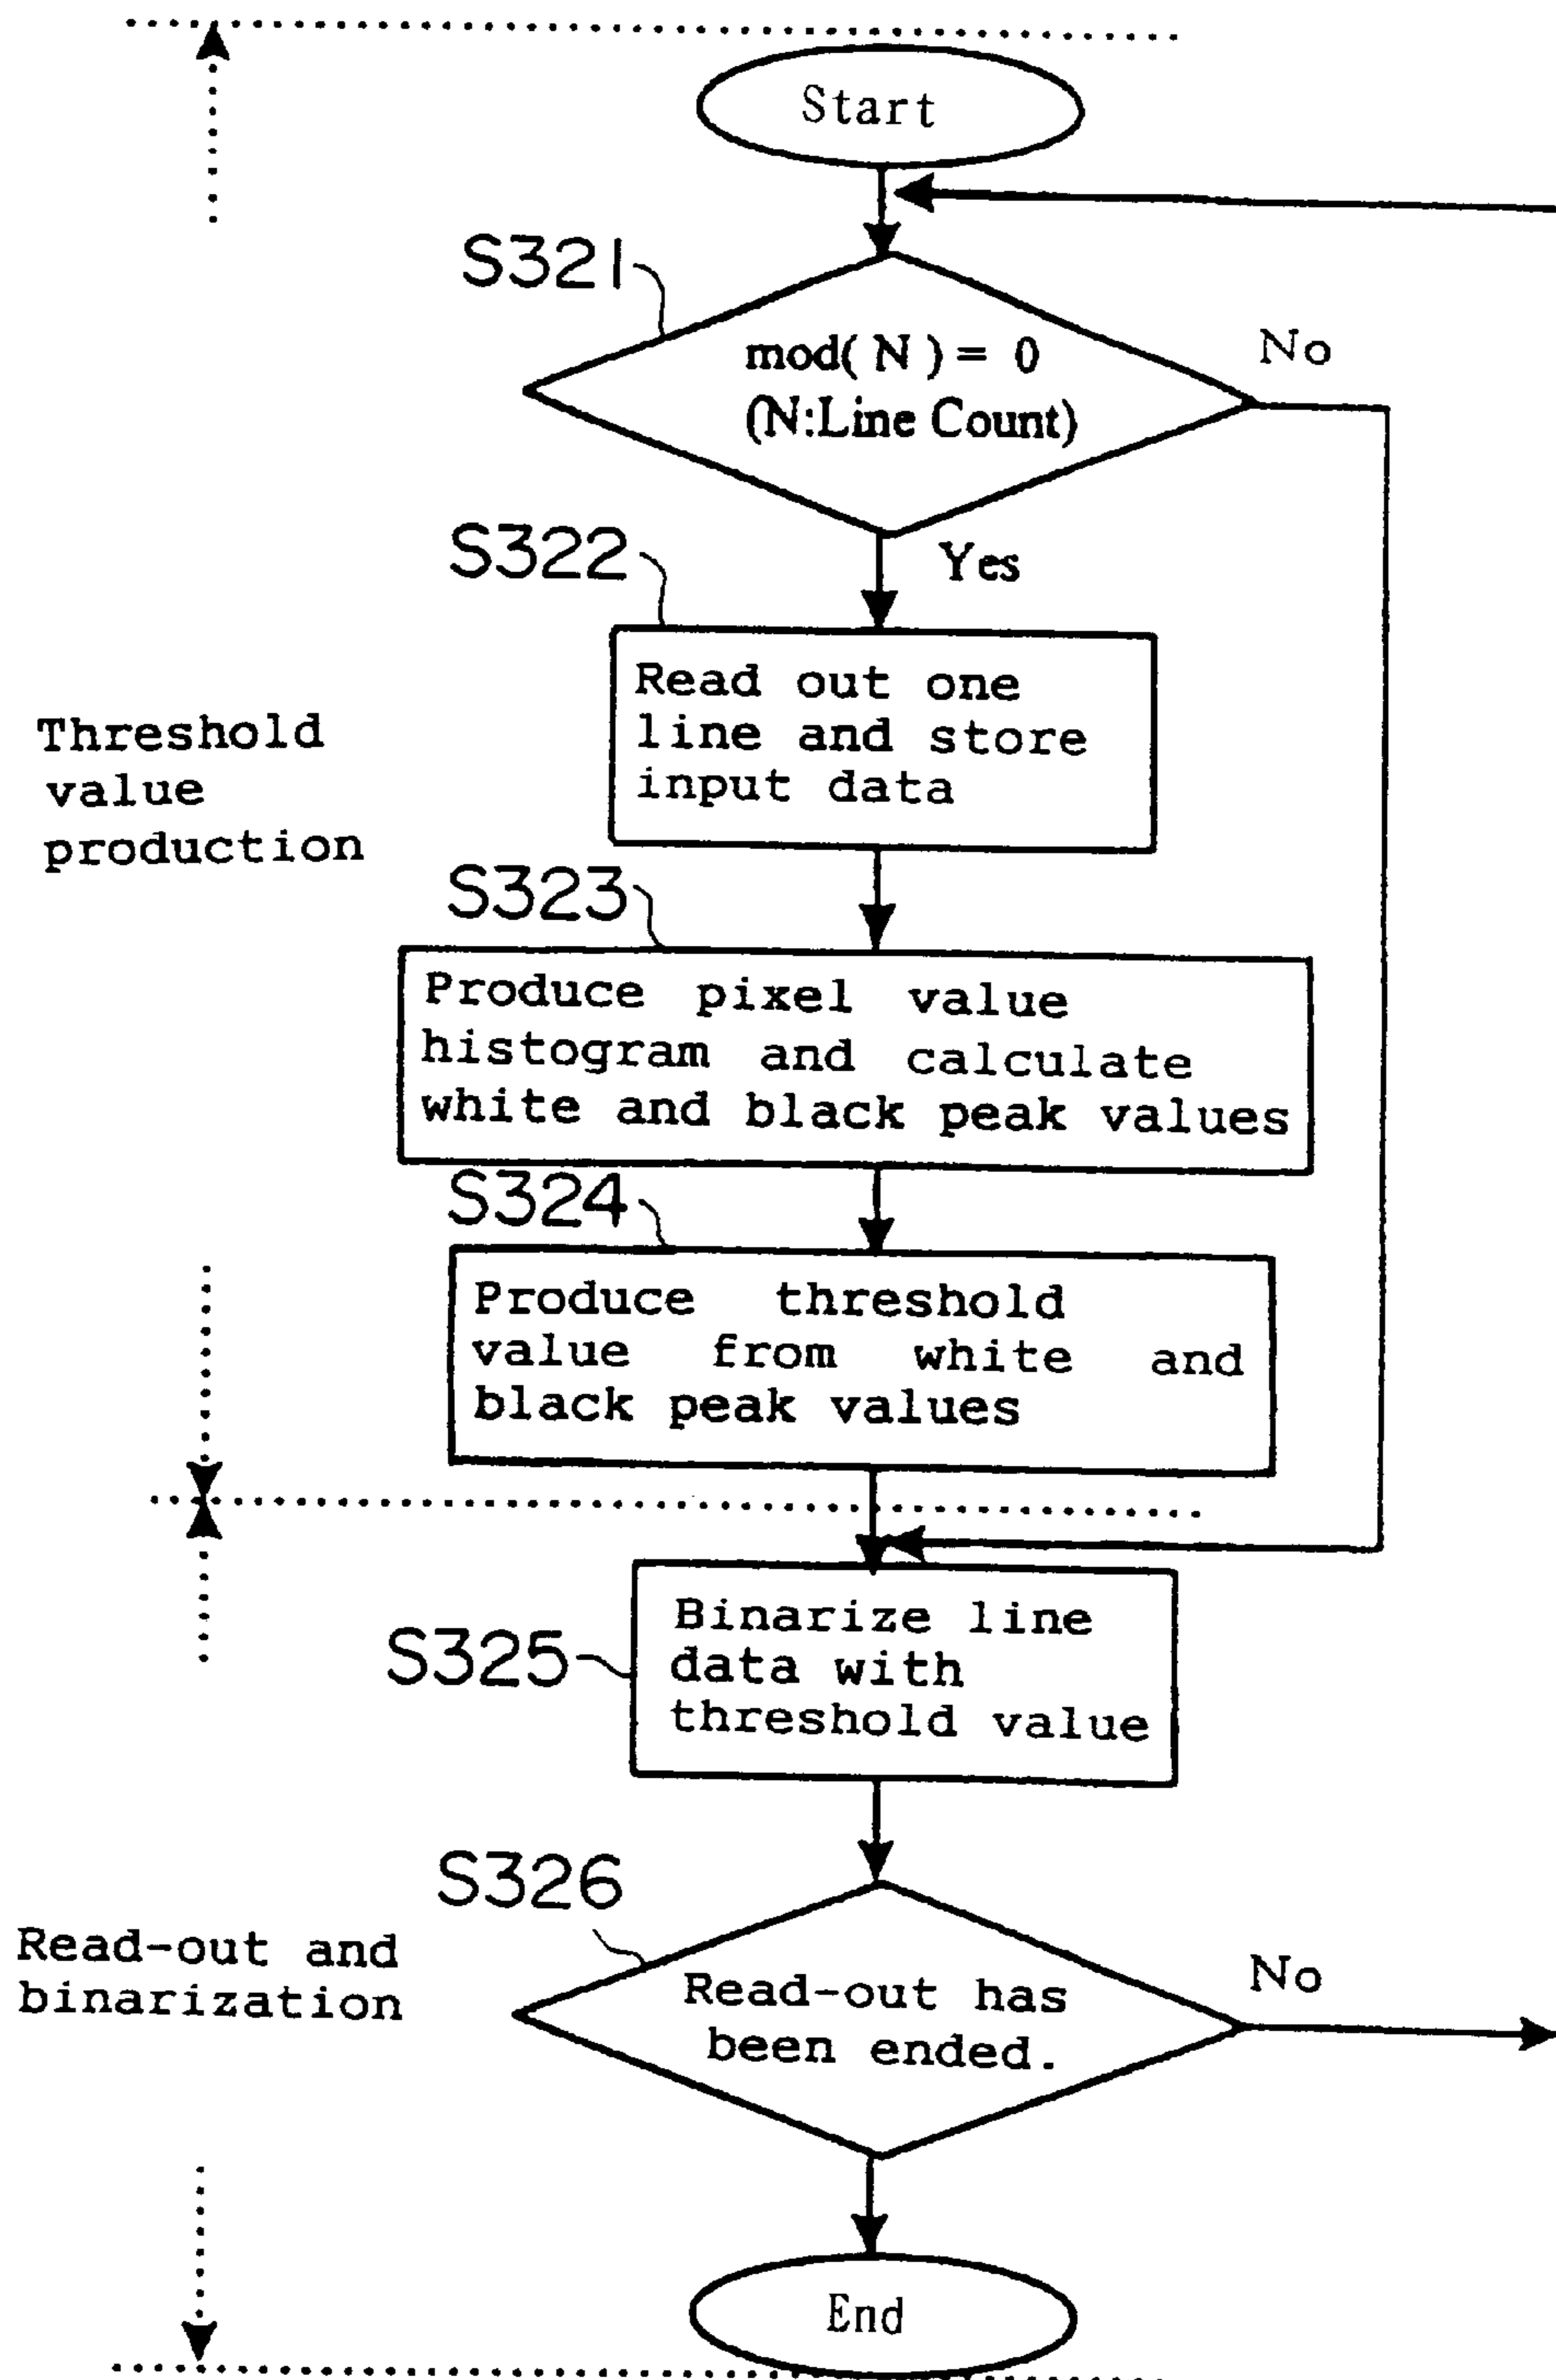 Start
S321
mod( N ) = 0
(N:Line Count)
No
S322
Yes
Read out one
line and store
input data
Threshold
value
production
S323
Produce pixel value
histogram and calculate
white and black peak values
S324
Produce threshold
value from white and
black peak values
S325
Binarize line
data with
threshold value
S326
Read-out and
binarization
Read-out has
been ended.
No
End